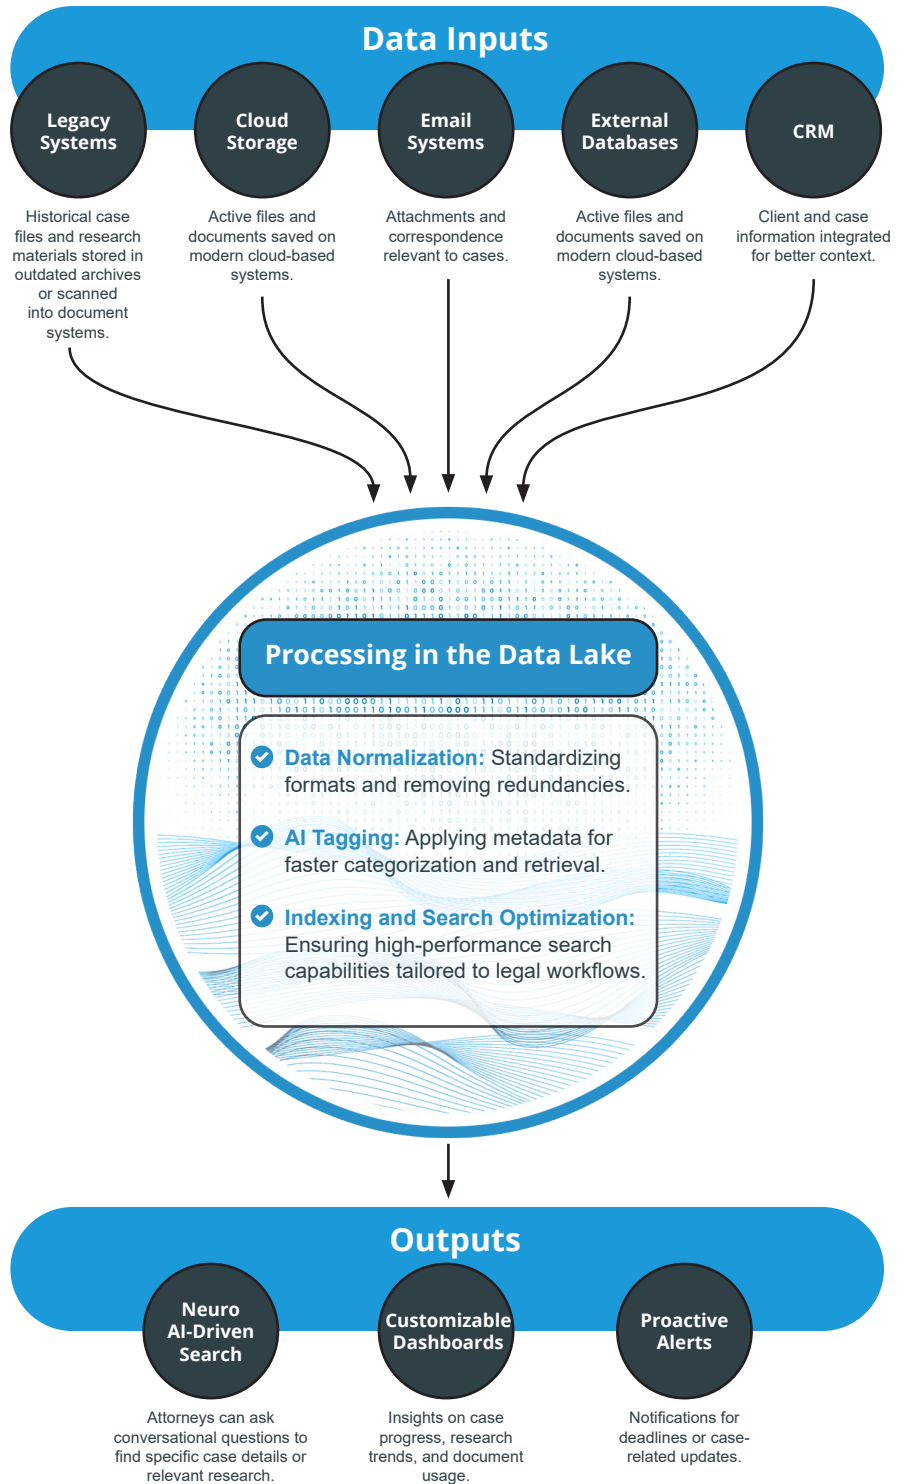 Data Inputs
Legacy
Systems
Cloud
Storage
Email
Systems
External
Databases
CRM
Historical case
files and research
materials stored in
outdated archives
or scanned
into document
systems.
Active files and
documents saved on
modern cloud-based
systems.
Attachments and
correspondence
relevant to cases.
Active files and
documents saved on
modern cloud-based
systems.
Client and case
information integrated
for better context.
Processing in the Data Lake
Data Normalization: Standardizing
formats and removing redundancies.
AI Tagging: Applying metadata for
faster categorization and retrieval.
Indexing and Search Optimization:
Ensuring high-performance search
capabilities tailored to legal workflows.
Outputs
Neuro
AI-Driven
Search
Customizable
Dashboards
Proactive
Alerts
Attorneys can ask
conversational questions to
find specific case details or
relevant research.
Insights on case
progress, research
trends, and document
usage.
Notifications for
deadlines or case-
related updates.